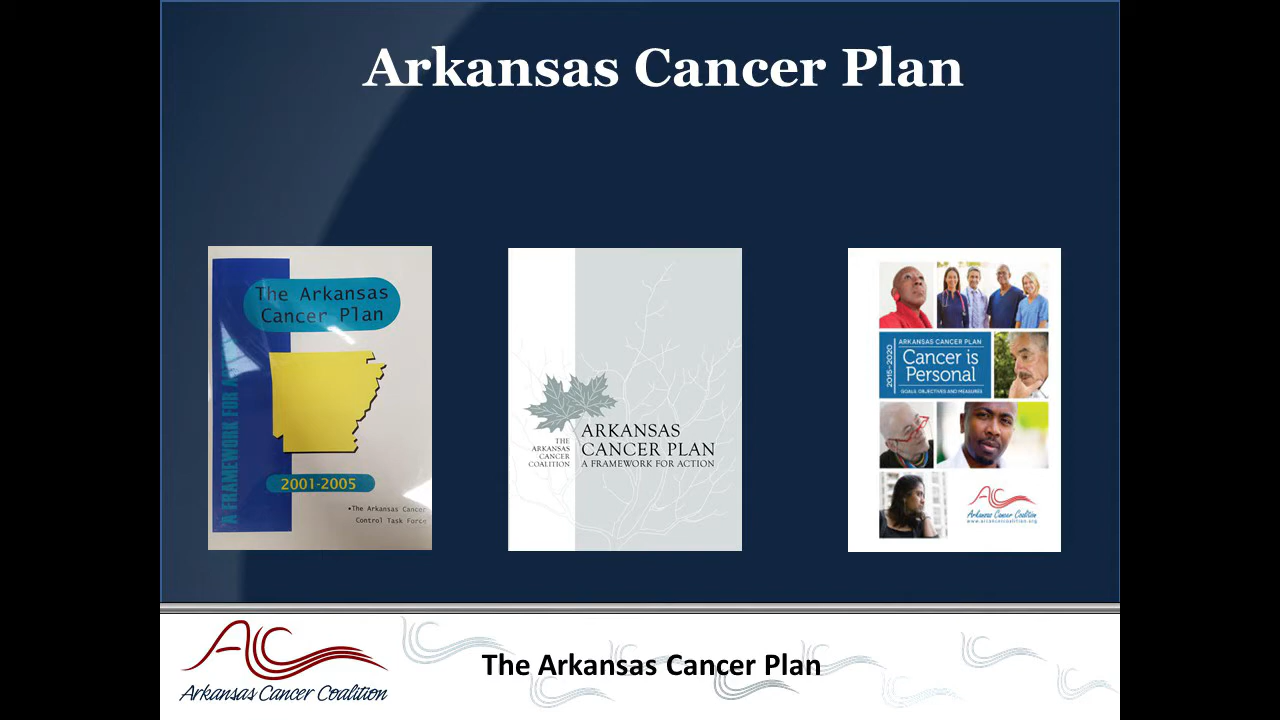 Arkansas Cancer Plan
The Arkansas
Cancer Plan
A FRAMEWORK FOR
2001-2005
•The Arkansas Cancer
Control Task Force
THE
ARKANSAS
CANCER
COALITION
ARKANSAS
CANCER PLAN
A FRAMEWORK FOR ACTION
2015-2020
ARKANSAS CANCER PLAN
Cancer is
Personal
GOALS, OBJECTIVES AND MEASURES
Arkansas Cancer Coalition
www.arcancercoalition.org
Arkansas Cancer Coalition
The Arkansas Cancer Plan